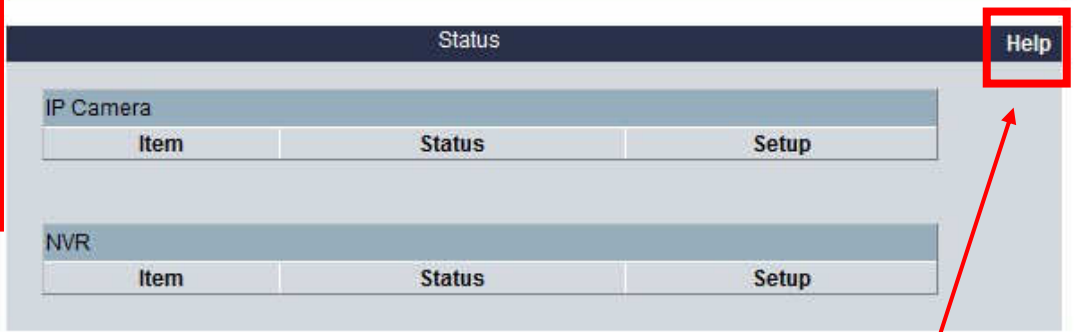 Status Help
IP Camera
Item Status Setup
NVR
Item Status Setup